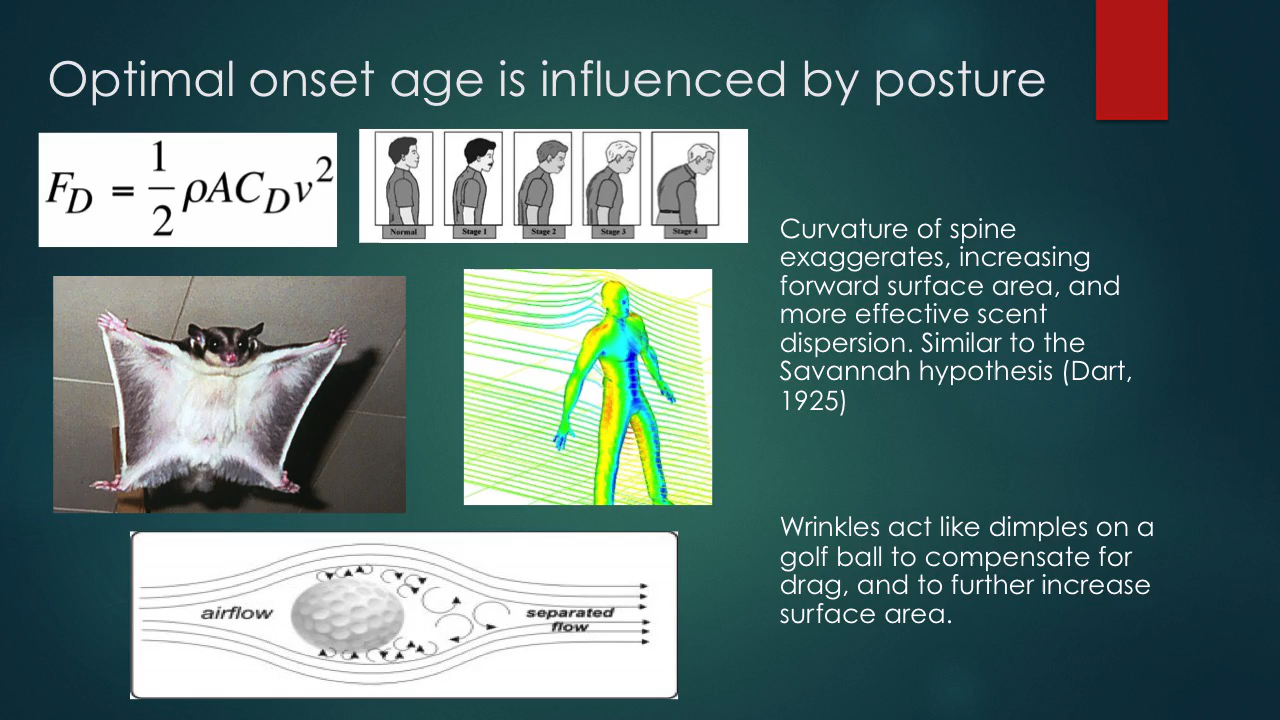 Optimal onset age is influenced by posture
F_D = 1/2 ρAC_Dv²
Normal
Stage 1
Stage 2
Stage 3
Stage 4
Curvature of spine
exaggerates, increasing
forward surface area, and
more effective scent
dispersion. Similar to the
Savannah hypothesis (Dart,
1925)
Wrinkles act like dimples on a
golf ball to compensate for
drag, and to further increase
surface area.
airflow
separated
flow